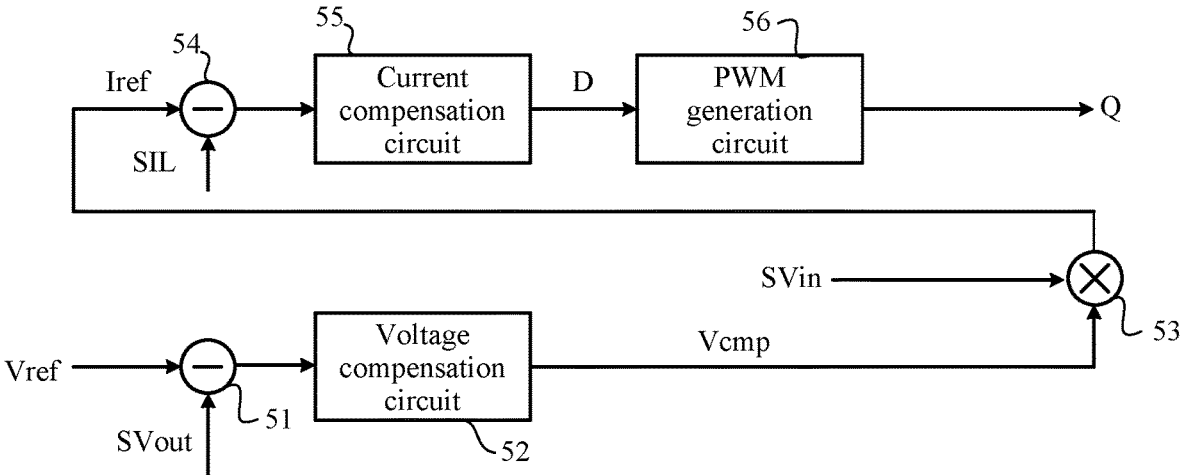 55
56
54
Iref
Current
compensation
circuit
D
PWM
generation
circuit
Q
SIL
SVin
53
Vref
Voltage
compensation
circuit
Vcmp
51
SVout
52